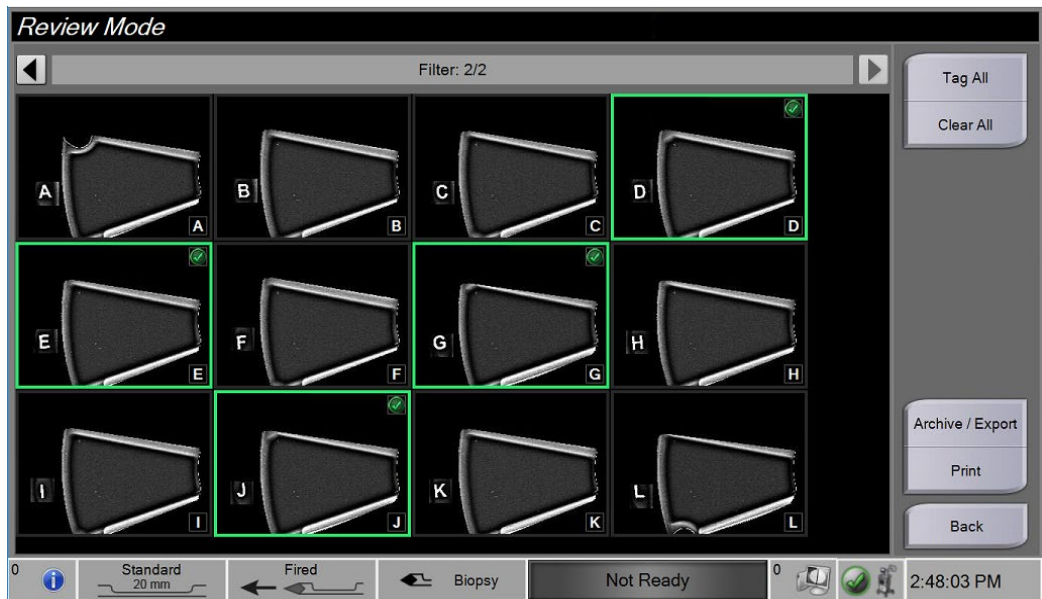 Review Mode
Filter: 2/2
Tag All
Clear All
A A
B B
C C
D D
E E
F F
G G
H H
I I
J J
K K
L L
Archive / Export
Print
Back
0
Standard
20 mm
Fired
Biopsy
Not Ready
0
2:48:03 PM